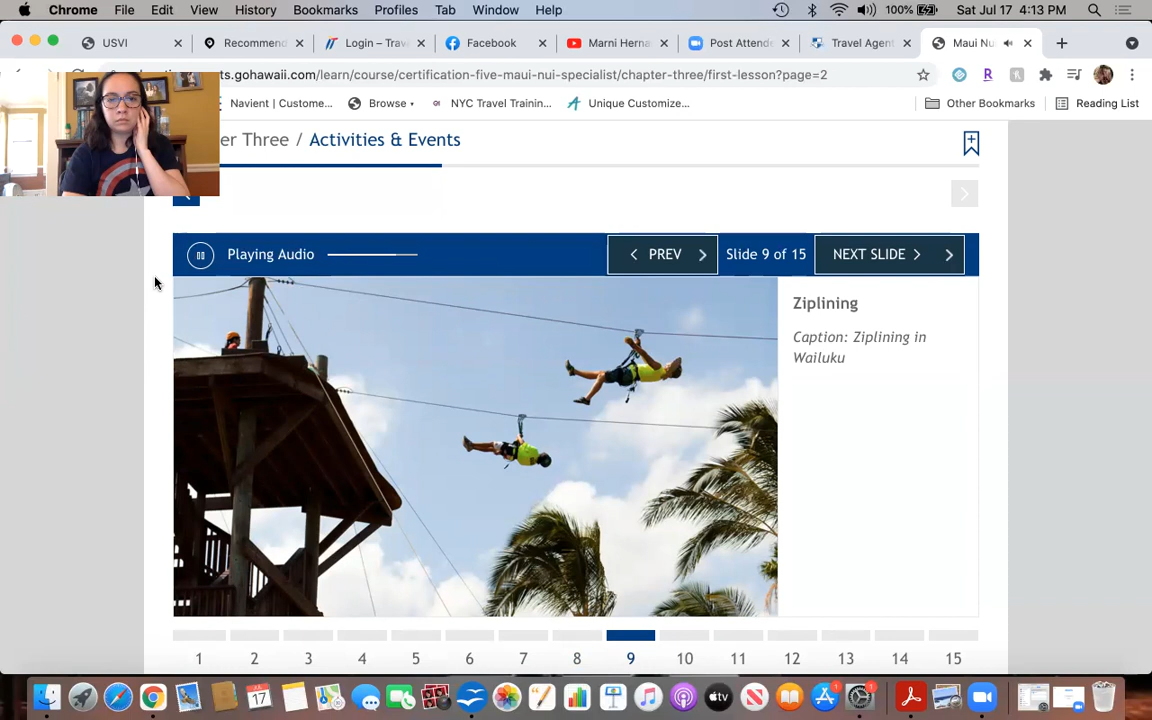 Chrome File Edit View History Bookmarks Profiles Tab Window Help 100% Sat Jul 17 4:13 PM
USVI Recommend Login – Trav Facebook Marni Herna Zoom Post Attende Travel Agent Maui Nu
ts.gohawaii.com/learn/course/certification-five-maui-nui-specialist/chapter-three/first-lesson?page=2
Navient | Custome... Browse NYC Travel Trainin... Unique Customize... Other Bookmarks Reading List
er Three / Activities & Events
Playing Audio PREV Slide 9 of 15 NEXT SLIDE
Ziplining
Caption: Ziplining in
Wailuku
1 2 3 4 5 6 7 8 9 10 11 12 13 14 15